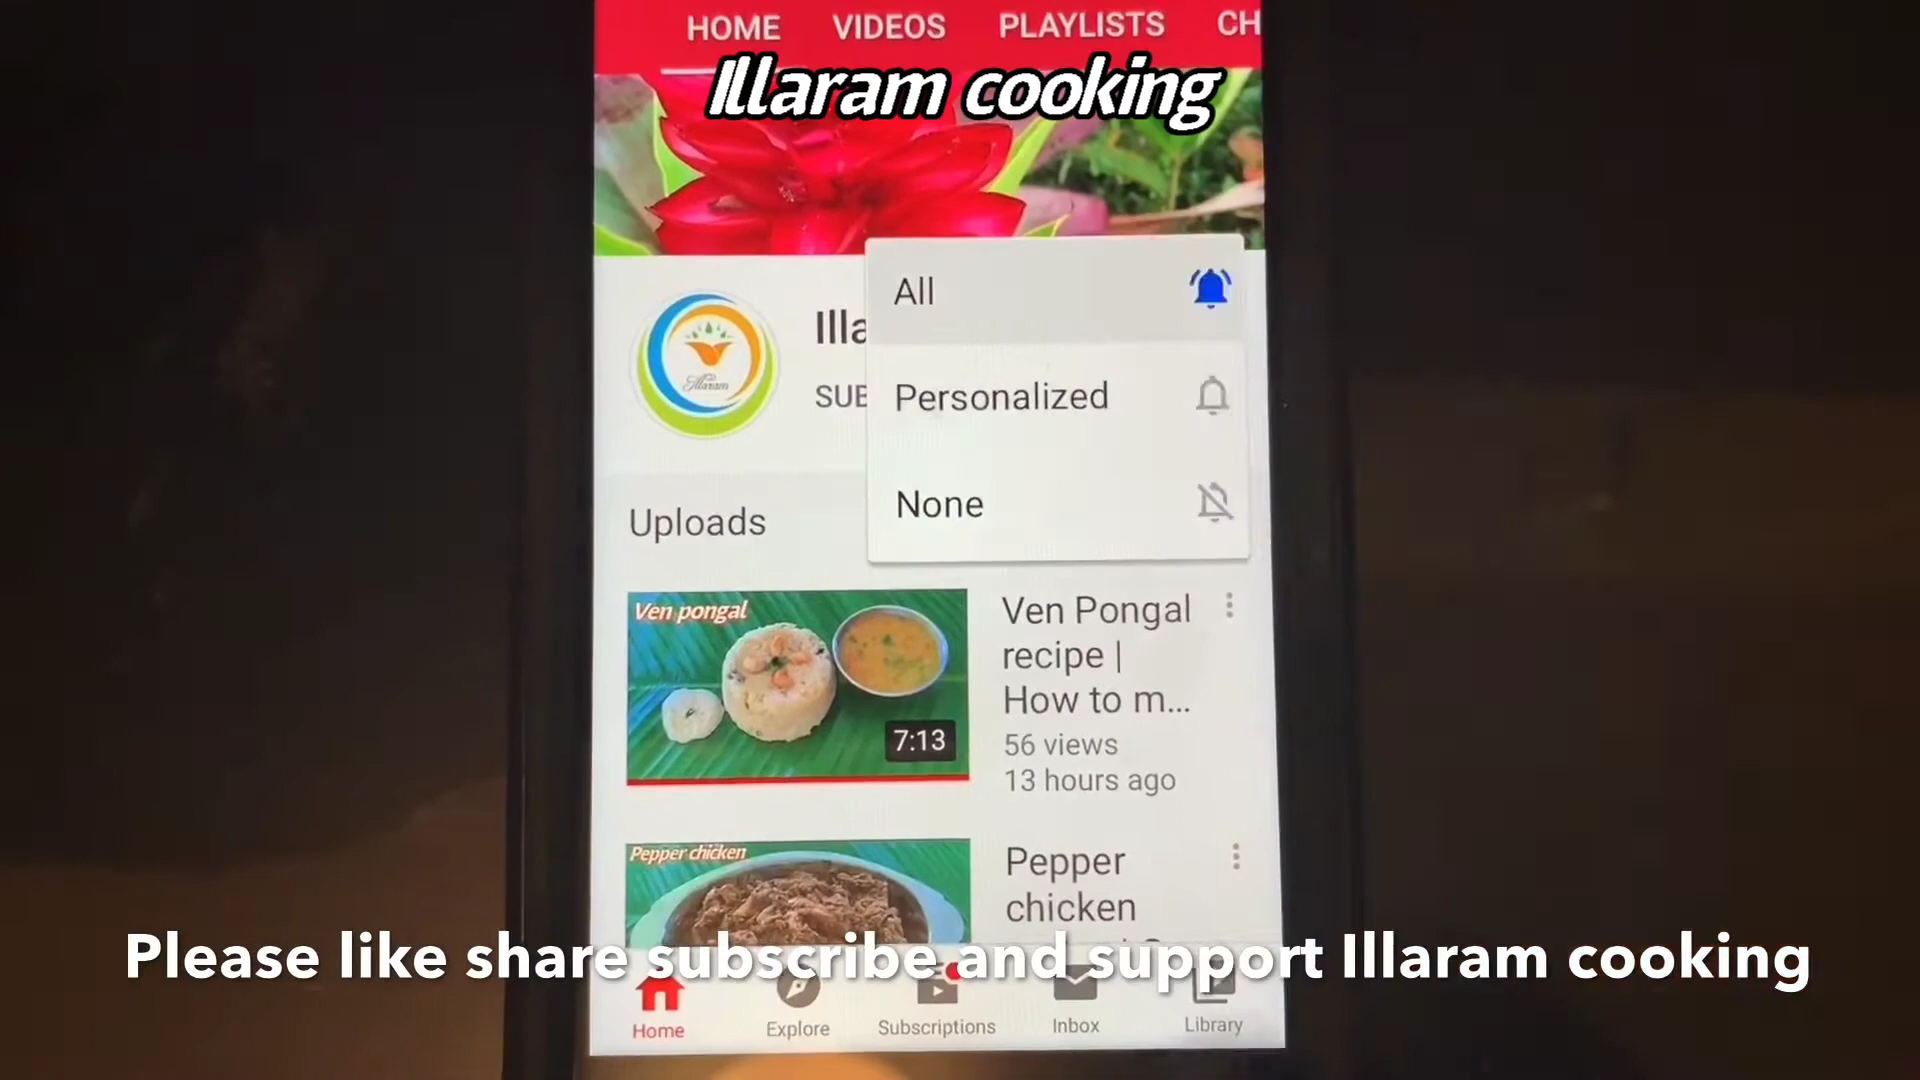 HOME VIDEOS PLAYLISTS CH
Illaram cooking
All
Illa
Personalized
SUB
Illaram
None
Uploads
Ven pongal
Ven Pongal
recipe |
How to m...
7:13
56 views
13 hours ago
Pepper chicken
Pepper
chicken
Please like share subscribe and support Illaram cooking
Home Explore Subscriptions Inbox Library